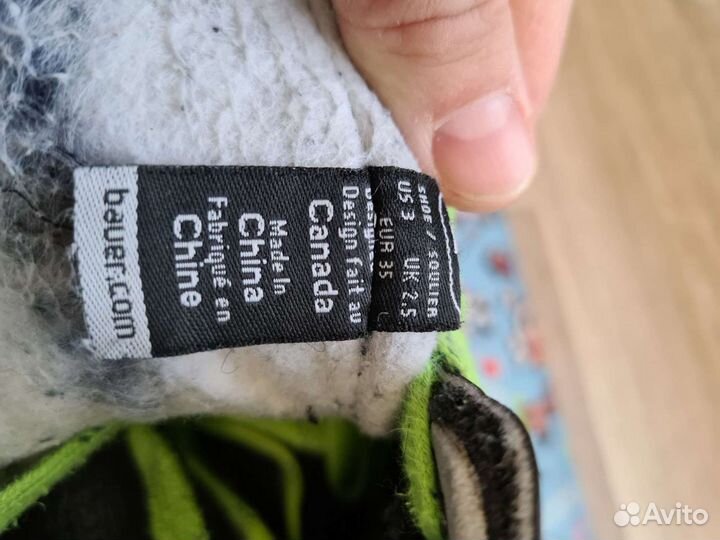 SHOE / SOULIER
US 3 UK 2.5
EUR 35
Design fait au
Canada
Made In
China
Fabriqué en
Chine
bauer.com
Avito